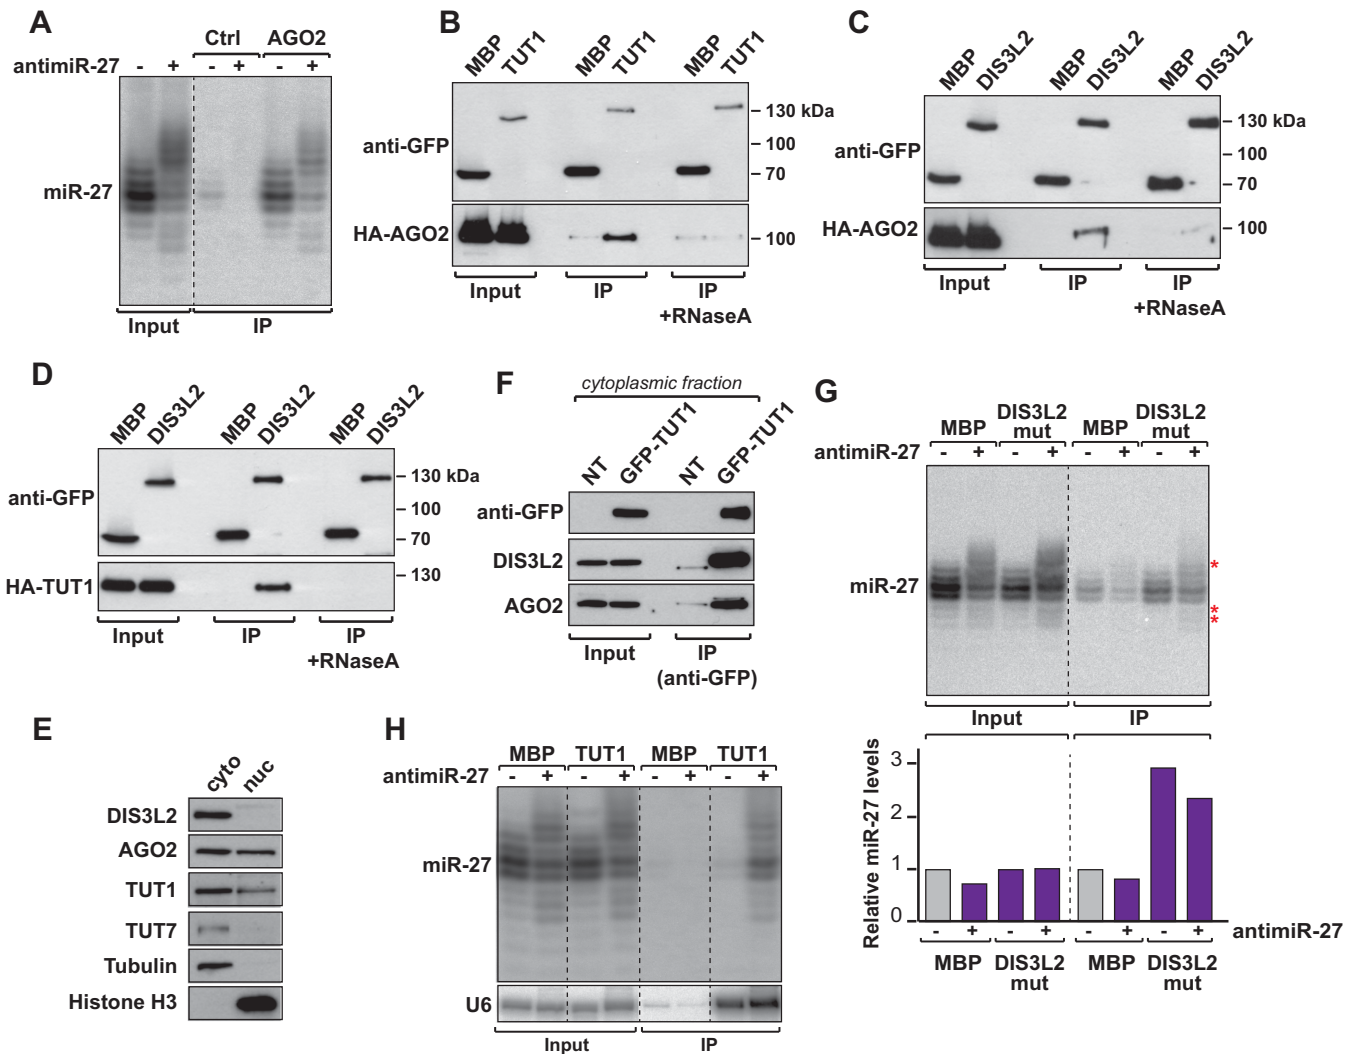 A
Ctrl AGO2
antimiR-27 - + - + - +
miR-27
Input IP
B
MBP TUT1 MBP TUT1 MBP TUT1
anti-GFP
130 kDa
100
70
HA-AGO2
100
Input IP IP
+RNaseA
C
MBP DIS3L2 MBP DIS3L2 MBP DIS3L2
anti-GFP
130 kDa
100
70
HA-AGO2
100
Input IP IP
+RNaseA
D
MBP DIS3L2 MBP DIS3L2 MBP DIS3L2
anti-GFP
130 kDa
100
70
HA-TUT1
130
Input IP IP
+RNaseA
E
cyto nuc
DIS3L2
AGO2
TUT1
TUT7
Tubulin
Histone H3
F
cytoplasmic fraction
NT GFP-TUT1 NT GFP-TUT1
anti-GFP
DIS3L2
AGO2
Input IP
(anti-GFP)
G
MBP DIS3L2 mut MBP DIS3L2 mut
antimiR-27 - + - + - + - +
miR-27
*
*
*
Input IP
Relative miR-27 levels
3
2
1
0
- + - + - + - + antimiR-27
MBP DIS3L2 mut MBP DIS3L2 mut
H
MBP TUT1 MBP TUT1
antimiR-27 - + - + - + - +
miR-27
U6
Input IP